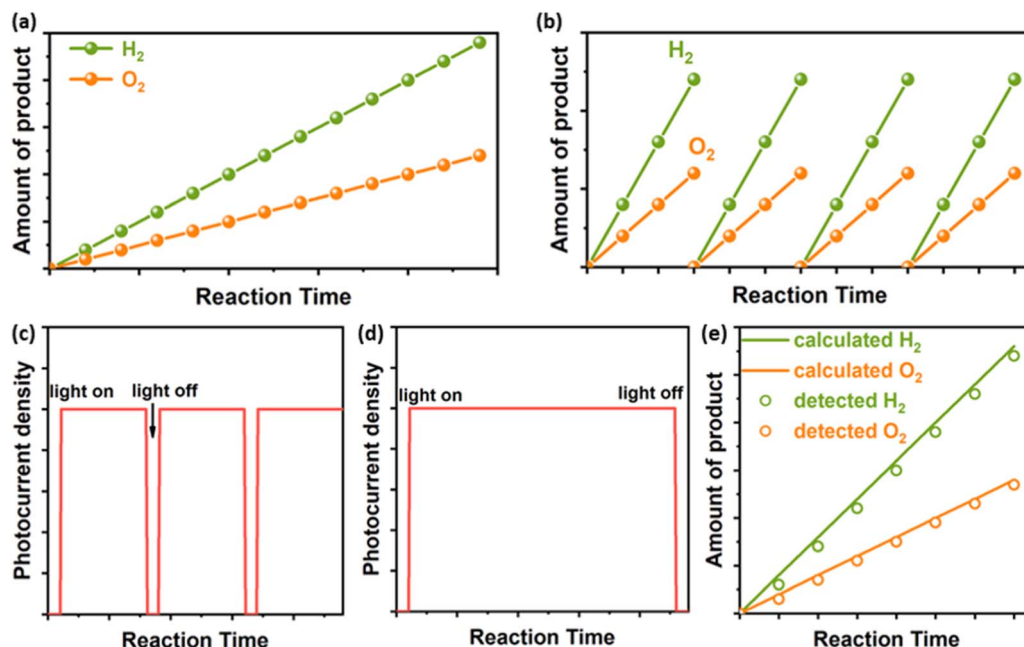 (a)
H₂
O₂
Amount of product
Reaction Time
(b)
H₂
O₂
Amount of product
Reaction Time
(c)
light on
light off
Photocurrent density
Reaction Time
(d)
light on
light off
Photocurrent density
Reaction Time
(e)
calculated H₂
calculated O₂
detected H₂
detected O₂
Amount of product
Reaction Time